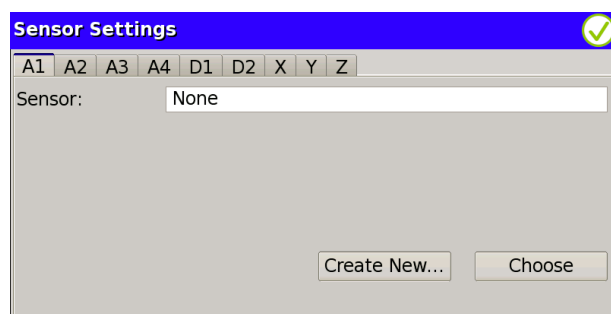 Sensor Settings
A1 A2 A3 A4 D1 D2 X Y Z
Sensor: None
Create New... Choose